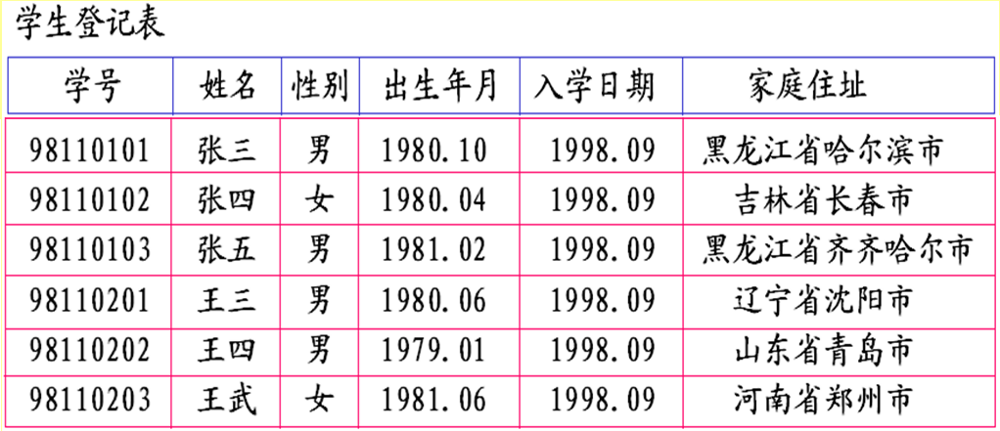 学生登记表
学号 姓名 性别 出生年月 入学日期 家庭住址
98110101 张三 男 1980.10 1998.09 黑龙江省哈尔滨市
98110102 张四 女 1980.04 1998.09 吉林省长春市
98110103 张五 男 1981.02 1998.09 黑龙江省齐齐哈尔市
98110201 王三 男 1980.06 1998.09 辽宁省沈阳市
98110202 王四 男 1979.01 1998.09 山东省青岛市
98110203 王武 女 1981.06 1998.09 河南省郑州市